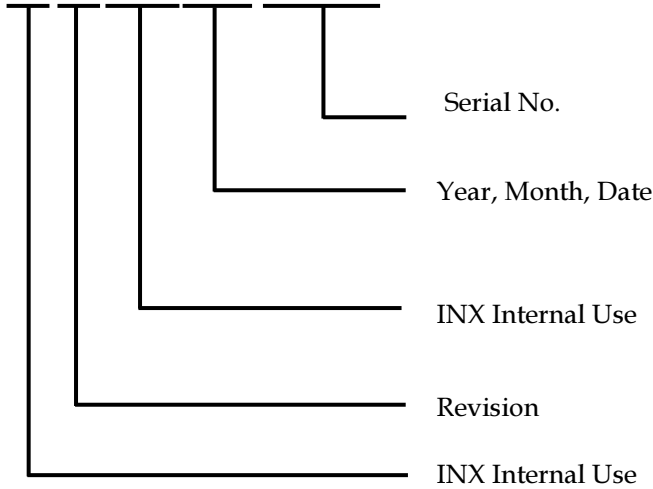 Serial No.
Year, Month, Date
INX Internal Use
Revision
INX Internal Use